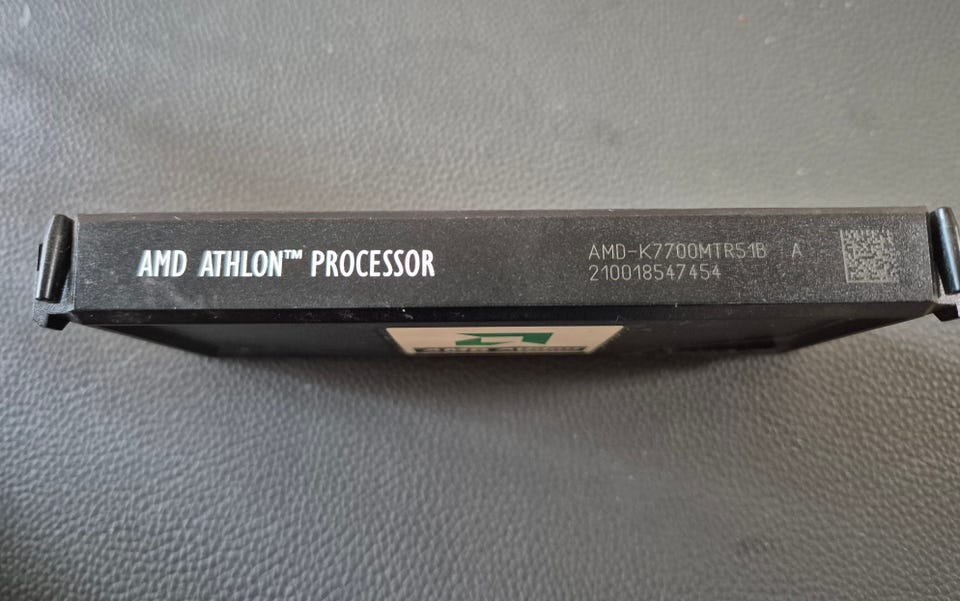 AMD ATHLON™ PROCESSOR
AMD-K7700MTR51B A
210018547454